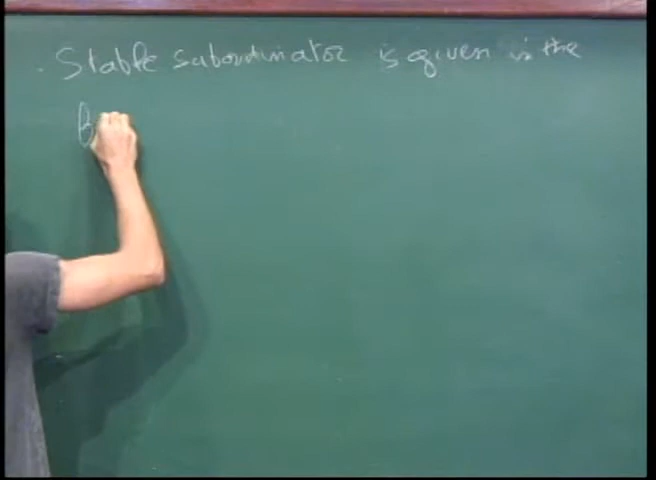 . Stable subordinator is given in the
B